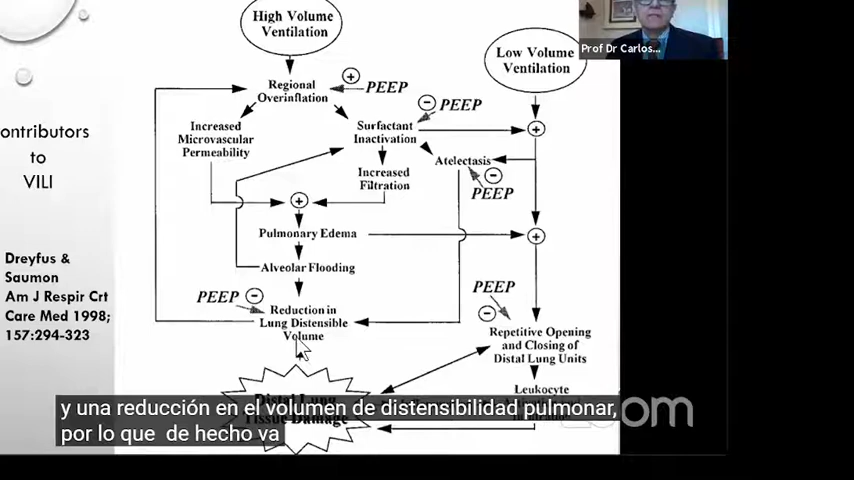 High Volume
Ventilation
Prof Dr Carlos...
Low Volume
Ventilation
Regional
Overinflation
+
PEEP
− PEEP
ontributors
to
VILI
Increased
Microvascular
Permeability
Surfactant
Inactivation
+
Atelectasis
−
PEEP
Increased
Filtration
+
Pulmonary Edema
+
Alveolar Flooding
Dreyfus &
Saumon
Am J Respir Crt
Care Med 1998;
157:294-323
PEEP −
Reduction in
Lung Distensible
Volume
PEEP
−
Repetitive Opening
and Closing of
Distal Lung Units
Leukocyte
Distal Lung
Tissue Damage
y una reducción en el volumen de distensibilidad pulmonar,
por lo que de hecho va
zoom